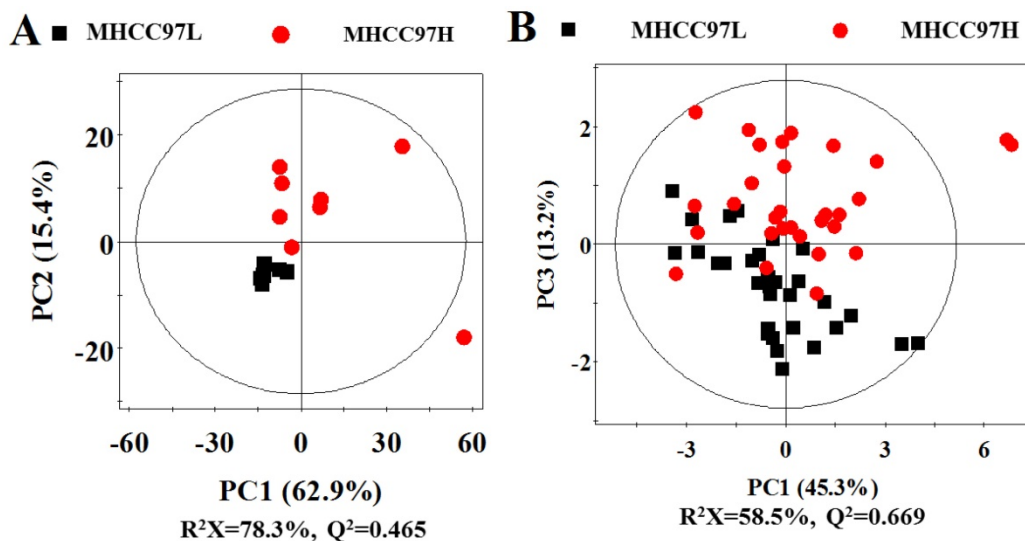 A MHCC97L MHCC97H
PC2 (15.4%)
20
0
-20
-60 -30 0 30 60
PC1 (62.9%)
R²X=78.3%, Q²=0.465
B MHCC97L MHCC97H
PC3 (13.2%)
2
0
-2
-3 0 3 6
PC1 (45.3%)
R²X=58.5%, Q²=0.669